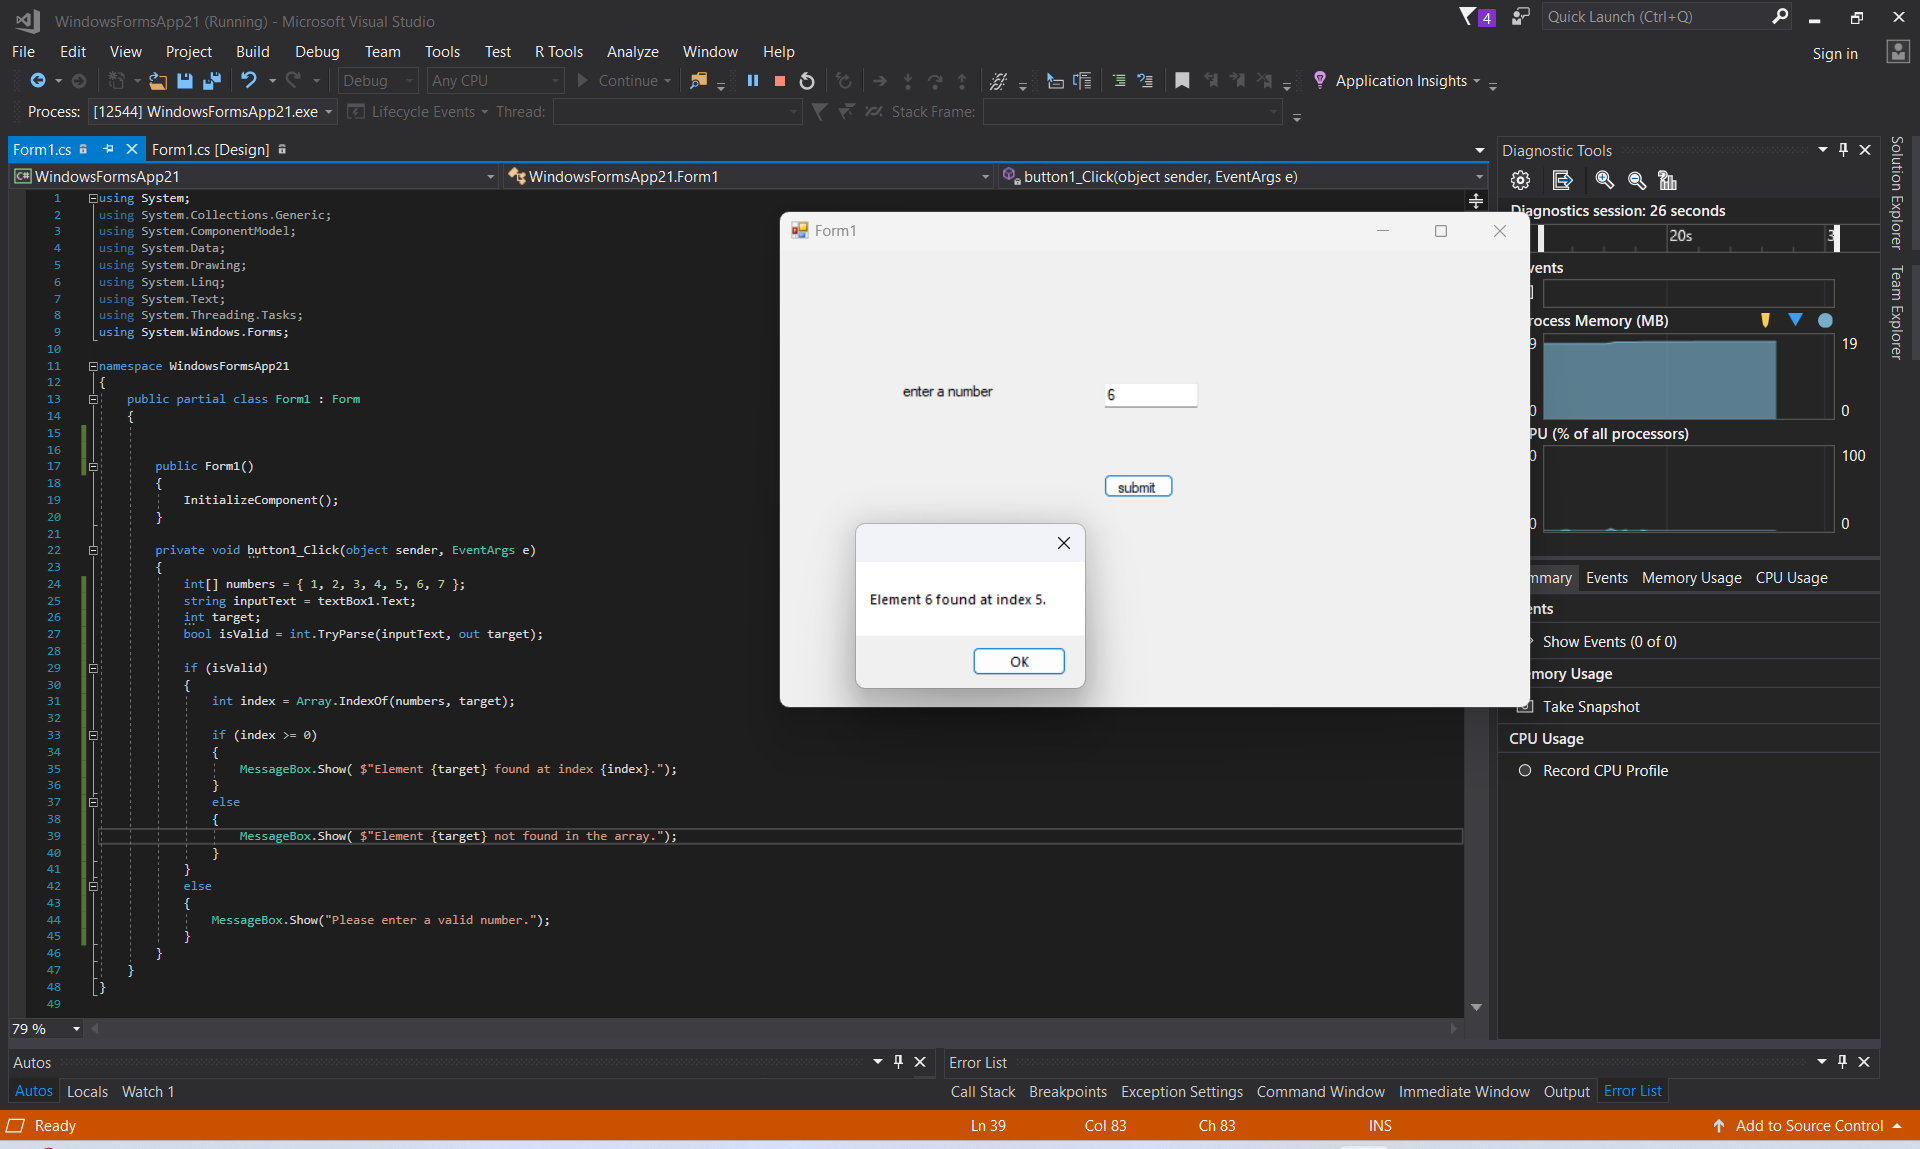 WindowsFormsApp21 (Running) - Microsoft Visual Studio
4
Quick Launch (Ctrl+Q)
File Edit View Project Build Debug Team Tools Test R Tools Analyze Window Help
Sign in
Debug Any CPU Continue Application Insights
Process: [12544] WindowsFormsApp21.exe Lifecycle Events Thread: Stack Frame:
Form1.cs Form1.cs [Design]
C# WindowsFormsApp21 WindowsFormsApp21.Form1 button1_Click(object sender, EventArgs e)
1 using System;
2 using System.Collections.Generic;
3 using System.ComponentModel;
4 using System.Data;
5 using System.Drawing;
6 using System.Linq;
7 using System.Text;
8 using System.Threading.Tasks;
9 using System.Windows.Forms;
10
11 namespace WindowsFormsApp21
12 {
13 public partial class Form1 : Form
14 {
15
16
17 public Form1()
18 {
19 InitializeComponent();
20 }
21
22 private void button1_Click(object sender, EventArgs e)
23 {
24 int[] numbers = { 1, 2, 3, 4, 5, 6, 7 };
25 string inputText = textBox1.Text;
26 int target;
27 bool isValid = int.TryParse(inputText, out target);
28
29 if (isValid)
30 {
31 int index = Array.IndexOf(numbers, target);
32
33 if (index >= 0)
34 {
35 MessageBox.Show( $"Element {target} found at index {index}.");
36 }
37 else
38 {
39 MessageBox.Show( $"Element {target} not found in the array.");
40 }
41 }
42 else
43 {
44 MessageBox.Show("Please enter a valid number.");
45 }
46 }
47 }
48 }
49
79 %
Form1
enter a number
6
submit
Element 6 found at index 5.
OK
Diagnostic Tools
Diagnostics session: 26 seconds
20s 3
vents
rocess Memory (MB)
9 19
0 0
PU (% of all processors)
0 100
0 0
mmary Events Memory Usage CPU Usage
ents
Show Events (0 of 0)
emory Usage
Take Snapshot
CPU Usage
Record CPU Profile
Solution Explorer
Team Explorer
Autos
Autos Locals Watch 1
Error List
Call Stack Breakpoints Exception Settings Command Window Immediate Window Output Error List
Ready Ln 39 Col 83 Ch 83 INS Add to Source Control